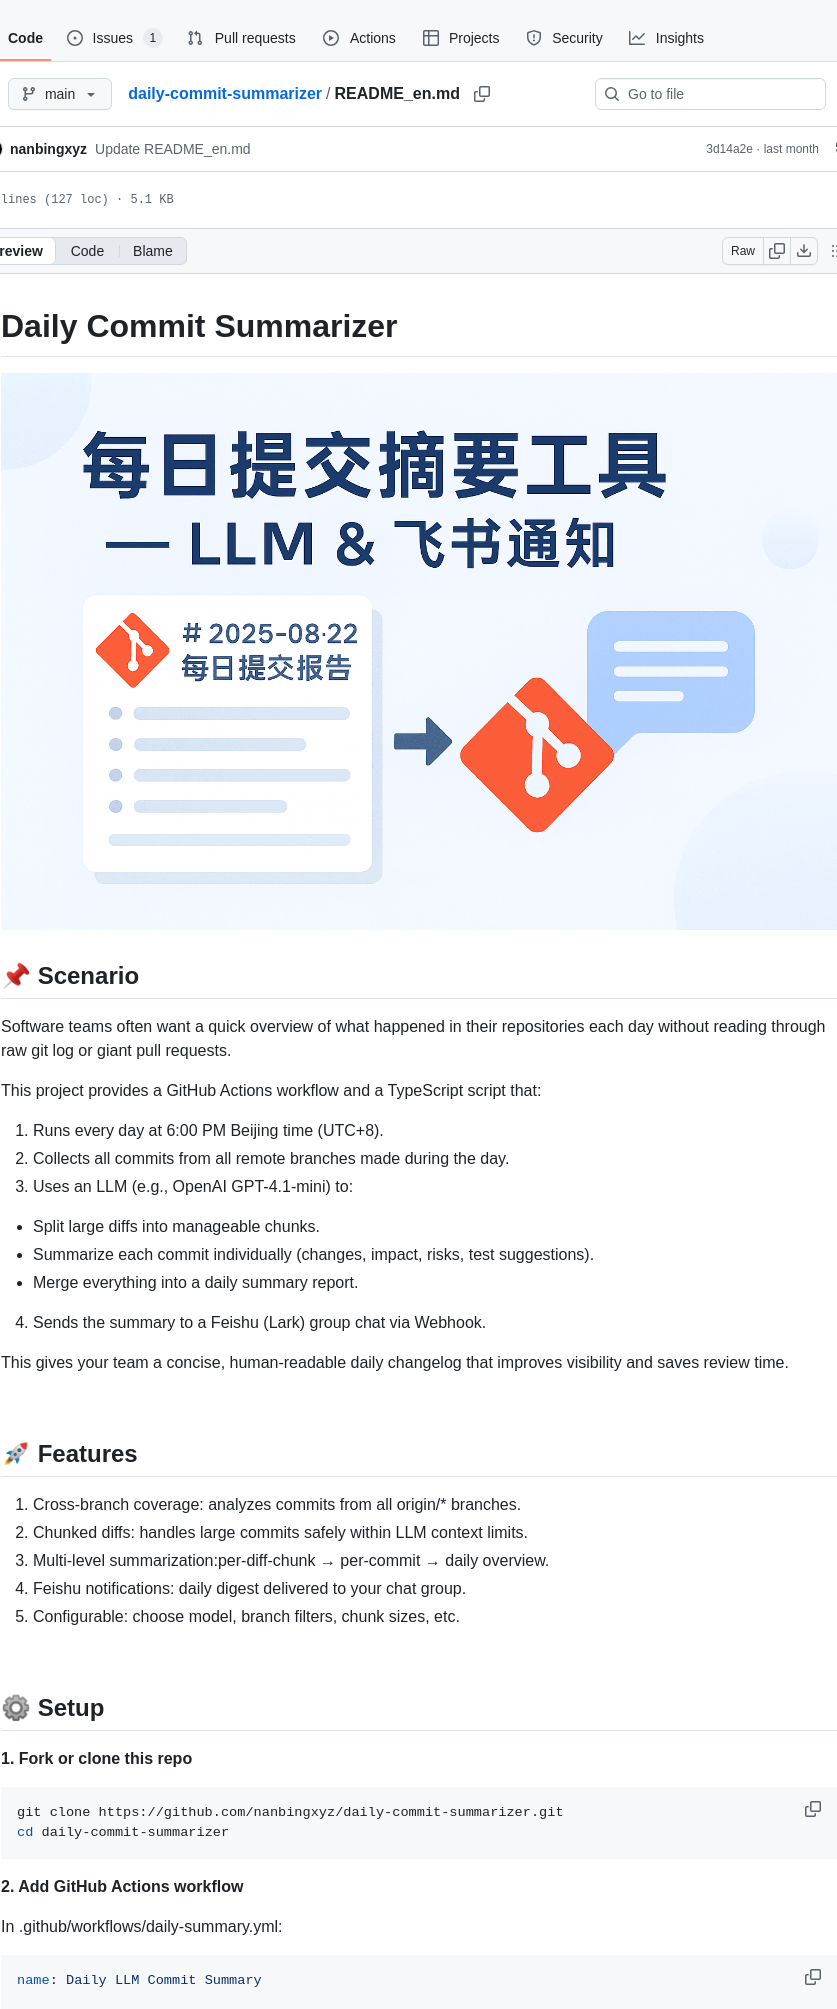 Code Issues 1 Pull requests Actions Projects Security Insights
main daily-commit-summarizer / README_en.md Go to file
nanbingxyz Update README_en.md 3d14a2e · last month
lines (127 loc) · 5.1 KB
review Code Blame Raw
Daily Commit Summarizer
每日提交摘要工具
— LLM & 飞书通知
# 2025-08·22
每日提交报告
📌 Scenario
Software teams often want a quick overview of what happened in their repositories each day without reading through
raw git log or giant pull requests.
This project provides a GitHub Actions workflow and a TypeScript script that:
1. Runs every day at 6:00 PM Beijing time (UTC+8).
2. Collects all commits from all remote branches made during the day.
3. Uses an LLM (e.g., OpenAI GPT-4.1-mini) to:
• Split large diffs into manageable chunks.
• Summarize each commit individually (changes, impact, risks, test suggestions).
• Merge everything into a daily summary report.
4. Sends the summary to a Feishu (Lark) group chat via Webhook.
This gives your team a concise, human-readable daily changelog that improves visibility and saves review time.
🚀 Features
1. Cross-branch coverage: analyzes commits from all origin/* branches.
2. Chunked diffs: handles large commits safely within LLM context limits.
3. Multi-level summarization:per-diff-chunk → per-commit → daily overview.
4. Feishu notifications: daily digest delivered to your chat group.
5. Configurable: choose model, branch filters, chunk sizes, etc.
⚙️ Setup
1. Fork or clone this repo
git clone https://github.com/nanbingxyz/daily-commit-summarizer.git
cd daily-commit-summarizer
2. Add GitHub Actions workflow
In .github/workflows/daily-summary.yml:
name: Daily LLM Commit Summary